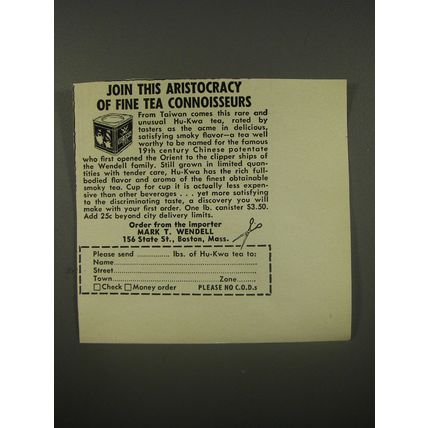 JOIN THIS ARISTOCRACY
OF FINE TEA CONNOISSEURS
From Taiwan comes this rare and
unusual Hu-Kwa tea, rated by
tasters as the acme in delicious,
satisfying smoky flavor—a tea well
worthy to be named for the famous
19th century Chinese potentate
who first opened the Orient to the clipper ships of
the Wendell family. Still grown in limited quan-
tities with tender care, Hu-Kwa has the rich full-
bodied flavor and aroma of the finest obtainable
smoky tea. Cup for cup it is actually less expen-
sive than other beverages . . . yet more satisfying
to the discriminating taste, a discovery you will
make with your first order. One lb. canister $3.50.
Add 25c beyond city delivery limits.
Order from the importer
MARK T. WENDELL
156 State St., Boston, Mass.
Please send ............ lbs. of Hu-Kwa tea to:
Name
Street
Town Zone
Check Money order PLEASE NO C.O.D.s